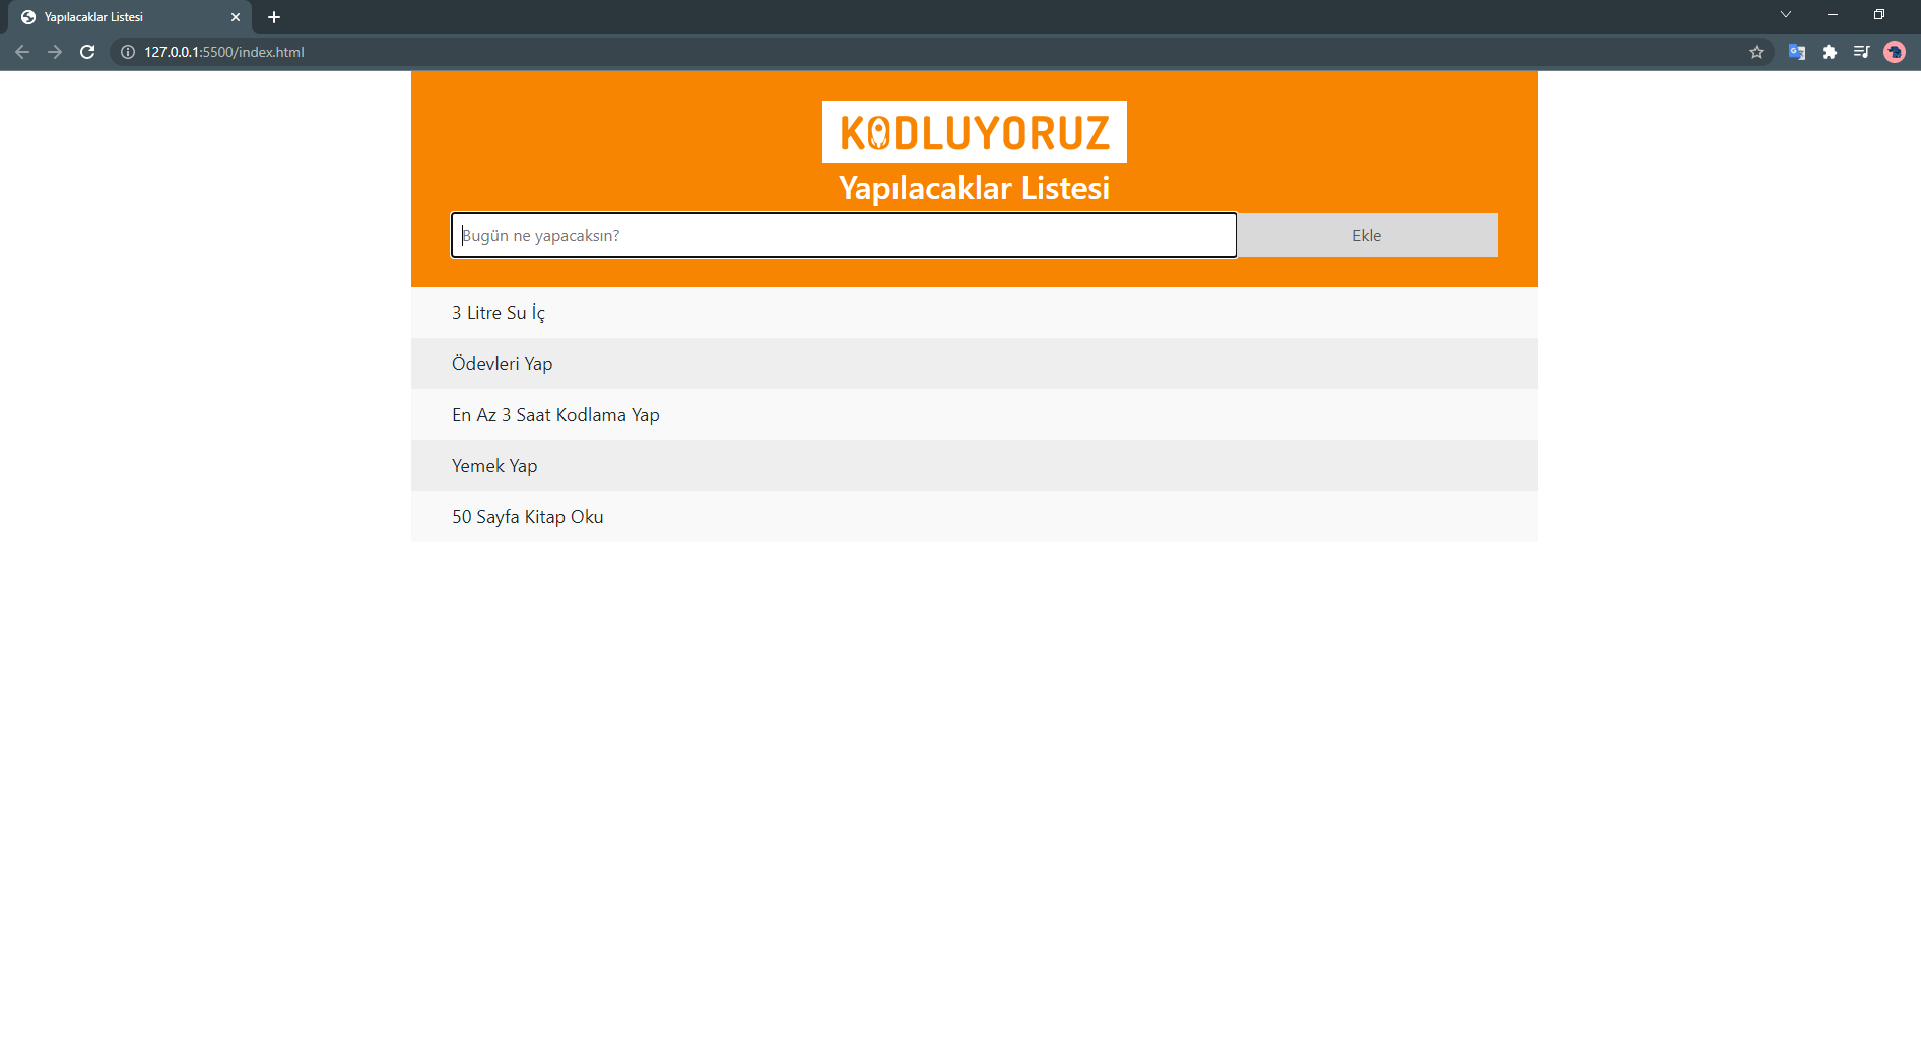 Yapılacaklar Listesi
127.0.0.1:5500/index.html
KODLUYORUZ
Yapılacaklar Listesi
Bugün ne yapacaksın?
Ekle
3 Litre Su İç
Ödevleri Yap
En Az 3 Saat Kodlama Yap
Yemek Yap
50 Sayfa Kitap Oku